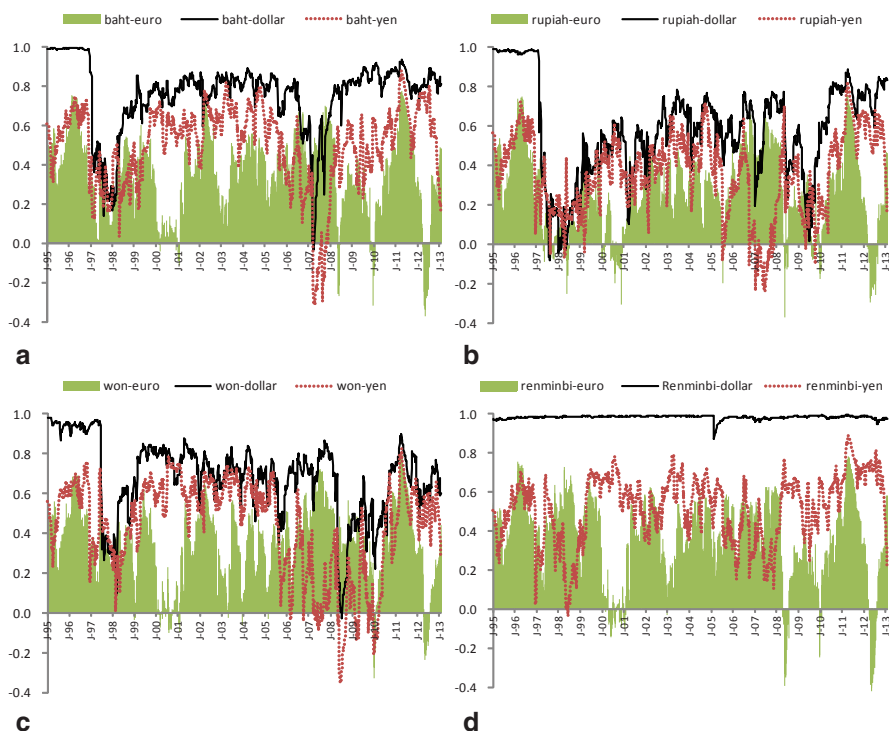 baht-euro baht-dollar baht-yen
1.0
0.8
0.6
0.4
0.2
0.0
-0.2
-0.4
J-95 J-96 J-97 J-98 J-99 J-00 J-01 J-02 J-03 J-04 J-05 J-06 J-07 J-08 J-09 J-10 J-11 J-12 J-13
a
rupiah-euro rupiah-dollar rupiah-yen
1.0
0.8
0.6
0.4
0.2
0.0
-0.2
-0.4
J-95 J-96 J-97 J-98 J-99 J-00 J-01 J-02 J-03 J-04 J-05 J-06 J-07 J-08 J-09 J-10 J-11 J-12 J-13
b
won-euro won-dollar won-yen
1.0
0.8
0.6
0.4
0.2
0.0
-0.2
-0.4
J-95 J-96 J-97 J-98 J-99 J-00 J-01 J-02 J-03 J-04 J-05 J-06 J-07 J-08 J-09 J-10 J-11 J-12 J-13
c
renminbi-euro Renminbi-dollar renminbi-yen
1.0
0.8
0.6
0.4
0.2
0.0
-0.2
-0.4
J-95 J-96 J-97 J-98 J-99 J-00 J-01 J-02 J-03 J-04 J-05 J-06 J-07 J-08 J-09 J-10 J-11 J-12 J-13
d